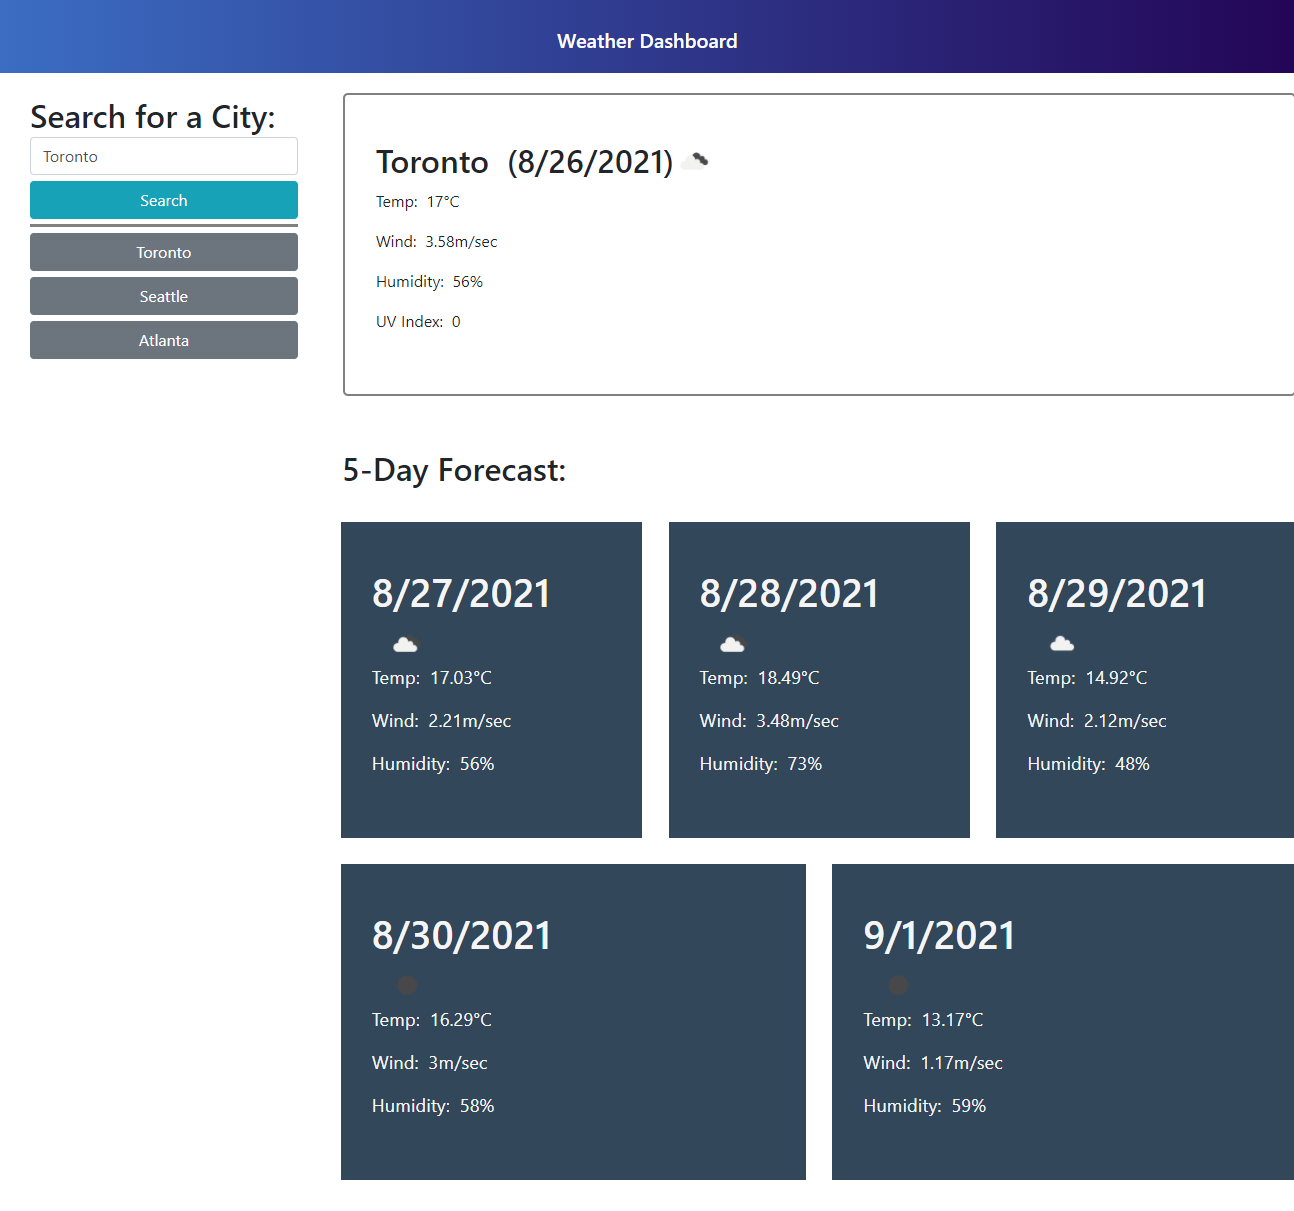 Weather Dashboard
Search for a City:
Toronto
Search
Toronto
Seattle
Atlanta
Toronto (8/26/2021)
Temp: 17°C
Wind: 3.58m/sec
Humidity: 56%
UV Index: 0
5-Day Forecast:
8/27/2021
Temp: 17.03°C
Wind: 2.21m/sec
Humidity: 56%
8/28/2021
Temp: 18.49°C
Wind: 3.48m/sec
Humidity: 73%
8/29/2021
Temp: 14.92°C
Wind: 2.12m/sec
Humidity: 48%
8/30/2021
Temp: 16.29°C
Wind: 3m/sec
Humidity: 58%
9/1/2021
Temp: 13.17°C
Wind: 1.17m/sec
Humidity: 59%